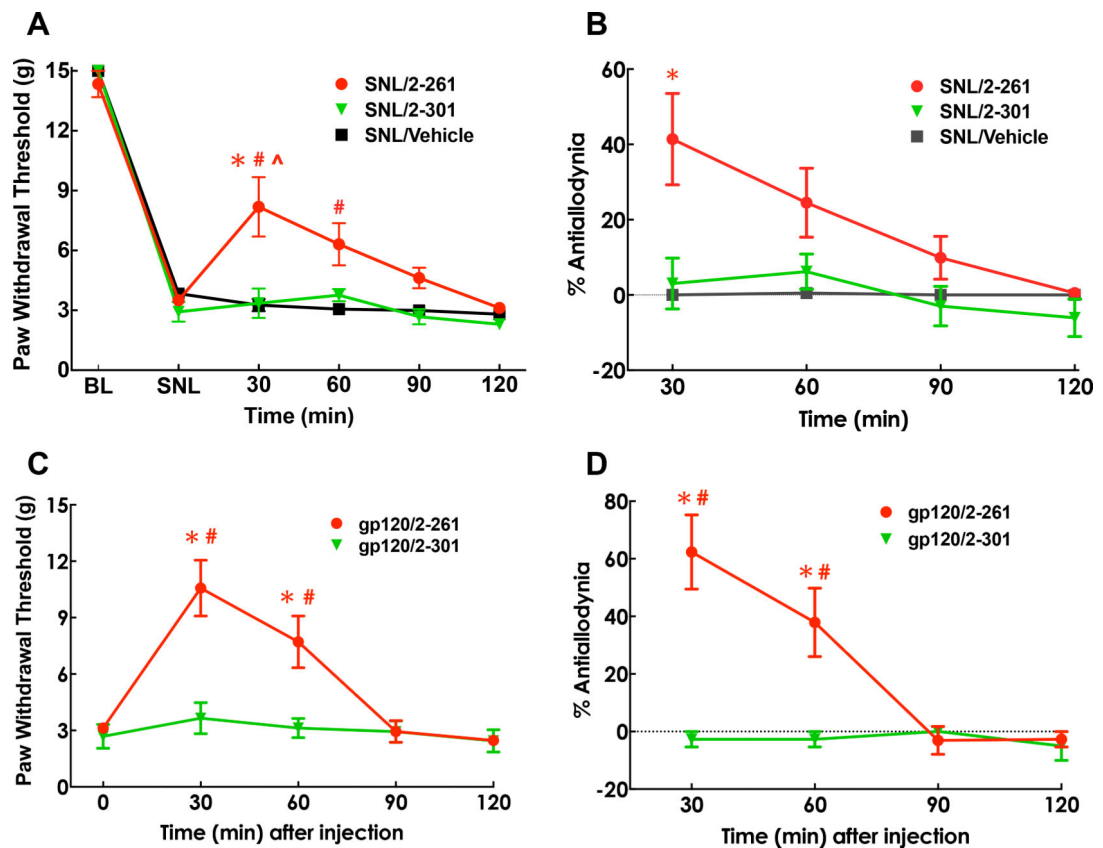 A
Paw Withdrawal Threshold (g)
15
12
9
6
3
0
SNL/2-261
SNL/2-301
SNL/Vehicle
* # ^
#
BL
SNL
30
60
90
120
Time (min)
B
% Antiallodynia
60
40
20
0
-20
*
SNL/2-261
SNL/2-301
SNL/Vehicle
30
60
90
120
Time (min)
C
Paw Withdrawal Threshold (g)
15
12
9
6
3
0
* #
* #
gp120/2-261
gp120/2-301
0
30
60
90
120
Time (min) after injection
D
% Antiallodynia
80
60
40
20
0
-20
* #
* #
gp120/2-261
gp120/2-301
30
60
90
120
Time (min) after injection